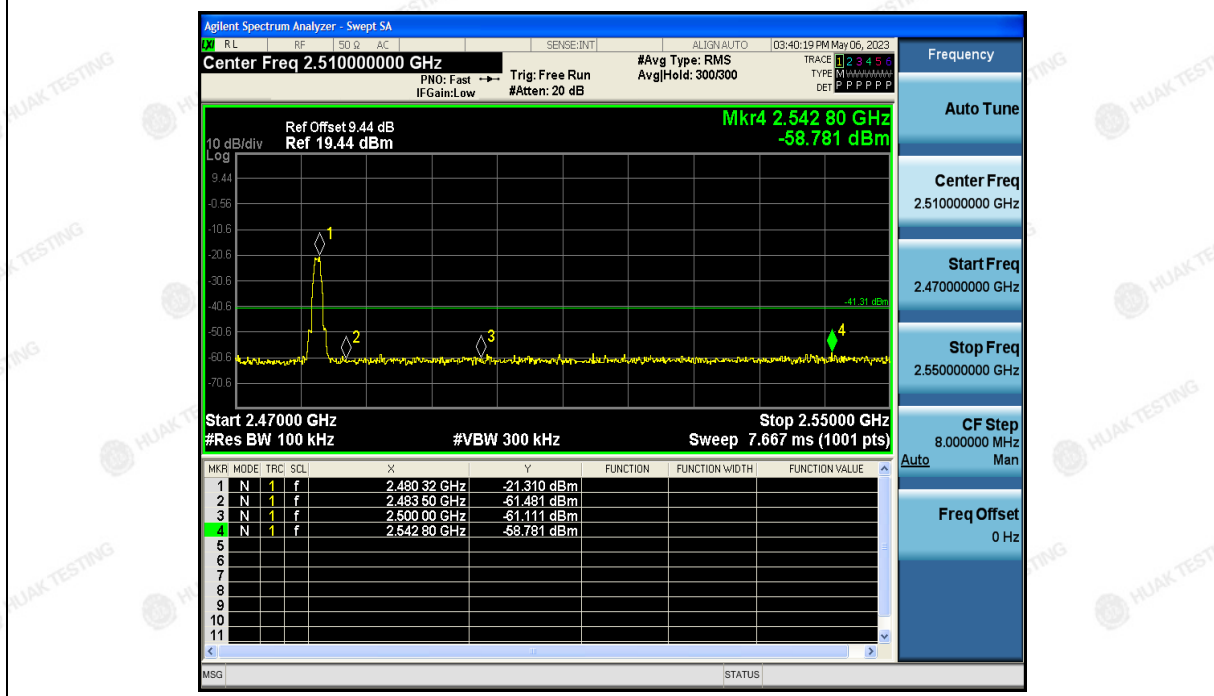 Agilent Spectrum Analyzer - Swept SA
LXI RL RF 50 Ω AC SENSE:INT ALIGN AUTO 03:40:19 PM May 06, 2023
Center Freq 2.510000000 GHz
PNO: Fast
IFGain:Low
Trig: Free Run
#Atten: 20 dB
#Avg Type: RMS
Avg|Hold: 300/300
TRACE 1 2 3 4 5 6
TYPE M
DET P P P P P P
Mkr4 2.542 80 GHz
-58.781 dBm
Ref Offset 9.44 dB
10 dB/div Ref 19.44 dBm
Log
9.44
-0.56
-10.6
-20.6
-30.6
-40.6
-50.6
-60.6
-70.6
1
2
3
4
-41.31 dBm
Start 2.47000 GHz Stop 2.55000 GHz
#Res BW 100 kHz #VBW 300 kHz Sweep 7.667 ms (1001 pts)
MKR MODE TRC SCL X Y FUNCTION FUNCTION WIDTH FUNCTION VALUE
1 N 1 f 2.480 32 GHz -21.310 dBm
2 N 1 f 2.483 50 GHz -61.481 dBm
3 N 1 f 2.500 00 GHz -61.111 dBm
4 N 1 f 2.542 80 GHz -58.781 dBm
5
6
7
8
9
10
11
MSG STATUS
Frequency
Auto Tune
Center Freq
2.510000000 GHz
Start Freq
2.470000000 GHz
Stop Freq
2.550000000 GHz
CF Step
8.000000 MHz
Auto Man
Freq Offset
0 Hz
HUAK TESTING